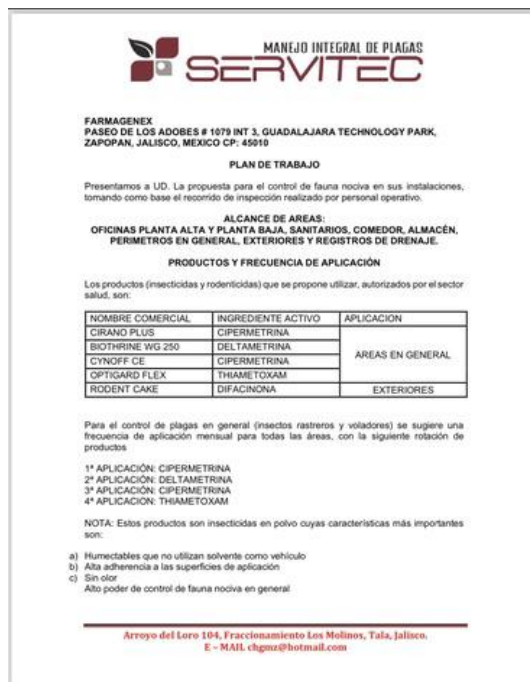 MANEJO INTEGRAL DE PLAGAS
SERVITEC
FARMAGENEX
PASEO DE LOS ADOBES # 1079 INT 3, GUADALAJARA TECHNOLOGY PARK,
ZAPOPAN, JALISCO, MEXICO CP: 45010
PLAN DE TRABAJO
Presentamos a UD. La propuesta para el control de fauna nociva en sus instalaciones,
tomando como base el recorrido de inspección realizado por personal operativo.
ALCANCE DE AREAS:
OFICINAS PLANTA ALTA Y PLANTA BAJA, SANITARIOS, COMEDOR, ALMACÉN,
PERIMETROS EN GENERAL, EXTERIORES Y REGISTROS DE DRENAJE.
PRODUCTOS Y FRECUENCIA DE APLICACIÓN
Los productos (insecticidas y rodenticidas) que se propone utilizar, autorizados por el sector
salud, son:
NOMBRE COMERCIAL INGREDIENTE ACTIVO APLICACION
CIRANO PLUS CIPERMETRINA
BIOTHRINE WG 250 DELTAMETRINA
CYNOFF CE CIPERMETRINA AREAS EN GENERAL
OPTIGARD FLEX THIAMETOXAM
RODENT CAKE DIFACINONA EXTERIORES
Para el control de plagas en general (insectos rastreros y voladores) se sugiere una
frecuencia de aplicación mensual para todas las áreas, con la siguiente rotación de
productos
1ª APLICACIÓN: CIPERMETRINA
2ª APLICACIÓN: DELTAMETRINA
3ª APLICACIÓN: CIPERMETRINA
4ª APLICACIÓN: THIAMETOXAM
NOTA: Estos productos son insecticidas en polvo cuyas características más importantes
son:
a) Humectables que no utilizan solvente como vehículo
b) Alta adherencia a las superficies de aplicación
c) Sin olor
Alto poder de control de fauna nociva en general
Arroyo del Loro 104, Fraccionamiento Los Molinos, Tala, Jalisco.
E – MAIL chgmz@hotmail.com